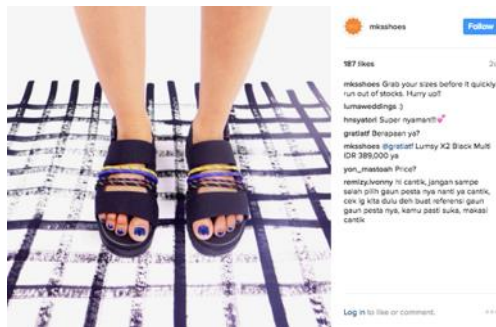 mksshoes
Follow
187 likes
mksshoes Grab your sizes before it quickly
run out of stocks. Hurry up!!
lumaweddings :)
hnsyatori Super nyaman!!💕
gratiatf Berapaan ya?
mksshoes @gratiatf Lumsy X2 Black Multi
IDR 389,000 ya
yon_mastoah Price?
remizy.ivonny hi cantik, jangan sampe
salah pilih gaun pesta nya nanti ya cantik,
cek ig kita dulu deh buat referensi gaun
gaun pesta nya, kamu pasti suka, makasi
cantik
Log in to like or comment.